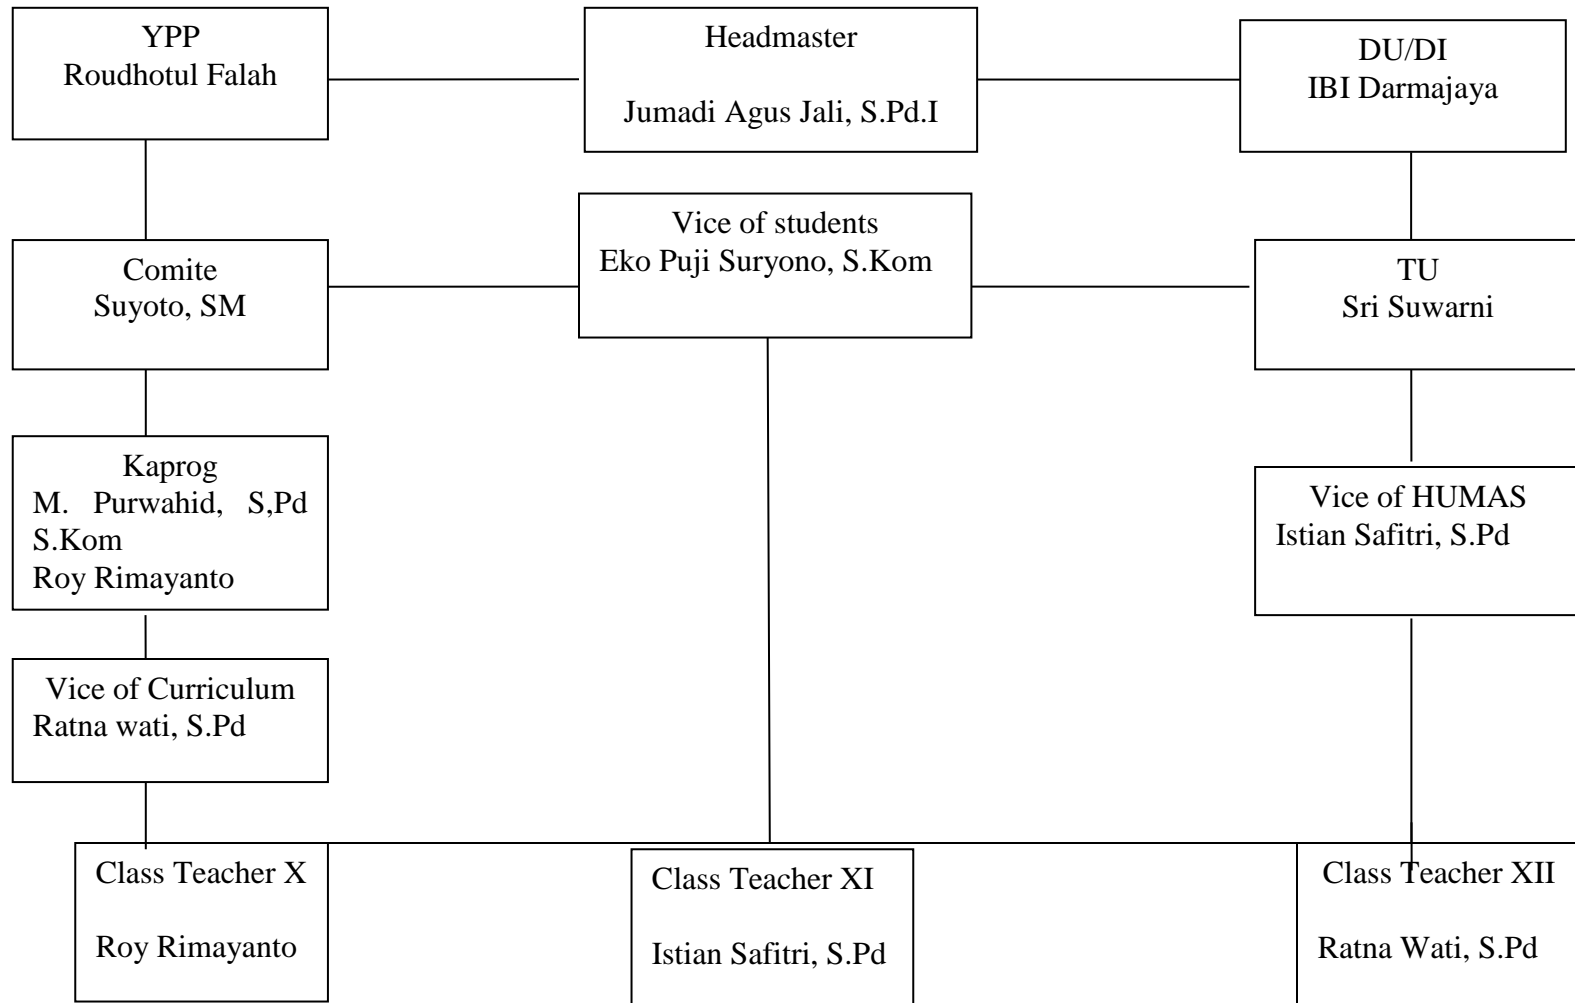 YPP
Roudhotul Falah
Headmaster
Jumadi Agus Jali, S.Pd.I
DU/DI
IBI Darmajaya
Comite
Suyoto, SM
Vice of students
Eko Puji Suryono, S.Kom
TU
Sri Suwarni
Kaprog
M. Purwahid, S,Pd
S.Kom
Roy Rimayanto
Vice of HUMAS
Istian Safitri, S.Pd
Vice of Curriculum
Ratna wati, S.Pd
Class Teacher X
Roy Rimayanto
Class Teacher XI
Istian Safitri, S.Pd
Class Teacher XII
Ratna Wati, S.Pd